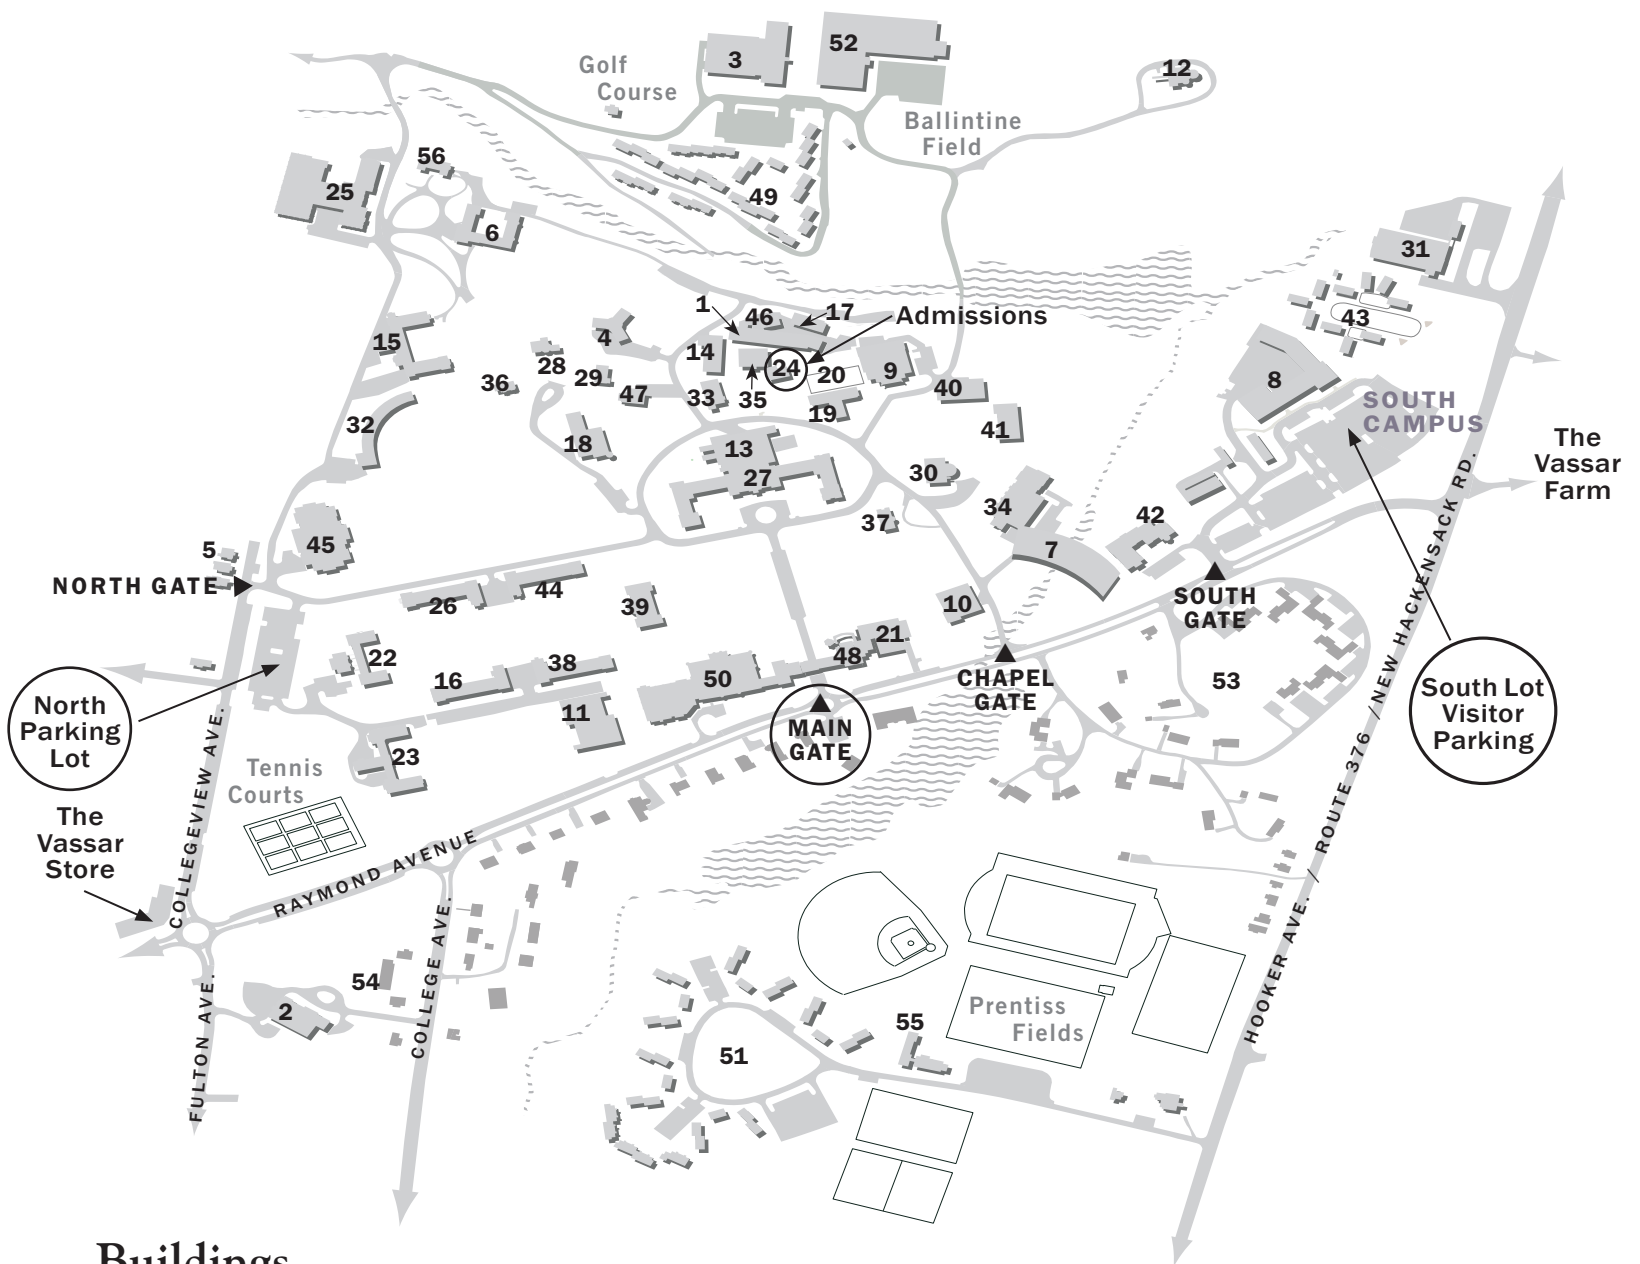 3
52
12
Golf
Course
Ballintine
Field
56
25
49
6
31
1
46
17
Admissions
43
15
4
14
28
24
20
9
8
36
29
47
33
35
40
SOUTH
CAMPUS
19
32
41
18
13
The
Vassar
Farm
27
30
34
37
42
45
5
7
NORTH GATE
26
44
39
10
SOUTH
GATE
21
22
48
38
16
50
CHAPEL
GATE
53
11
North
Parking
Lot
MAIN
GATE
South Lot
Visitor
Parking
23
Tennis
Courts
The
Vassar
Store
COLLEGEVIEW AVE.
RAYMOND AVENUE
HOOKER AVE. / ROUTE 376 / NEW HACKENSACK RD.
COLLEGE AVE.
FULTON AVE.
54
2
Prentiss
Fields
55
51
Buildings